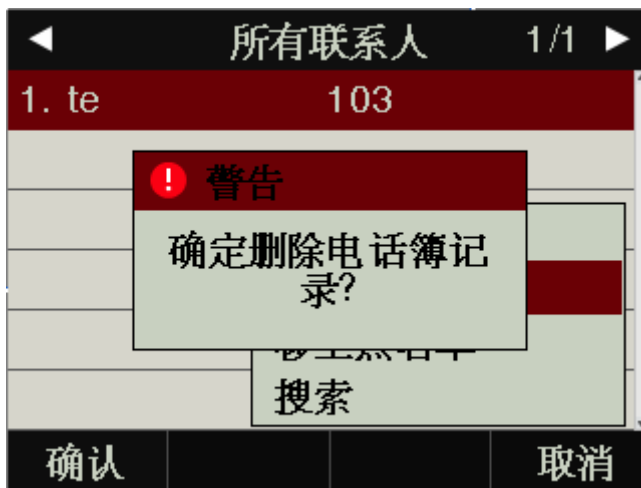 所有联系人 1/1
1. te 103
警告
确定删除电话簿记
录?
搜索
确认 取消